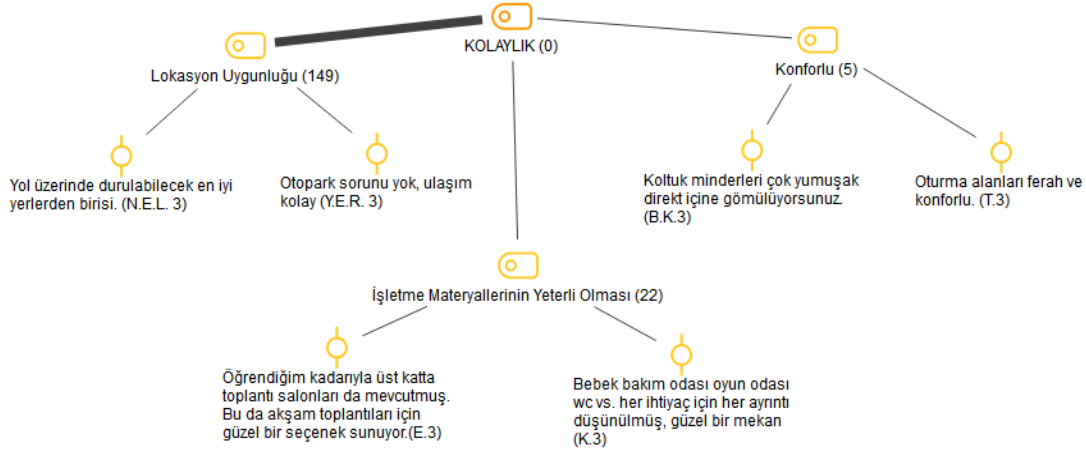 KOLAYLIK (0)
Lokasyon Uygunluğu (149)
Konforlu (5)
Yol üzerinde durulabilecek en iyi
yerlerden birisi. (N.E.L. 3)
Otopark sorunu yok, ulaşım
kolay (Y.E.R. 3)
Koltuk minderleri çok yumuşak
direkt içine gömülüyorsunuz.
(B.K.3)
Oturma alanları ferah ve
konforlu. (T.3)
İşletme Materyallerinin Yeterli Olması (22)
Öğrendiğim kadarıyla üst katta
toplantı salonları da mevcutmuş.
Bu da akşam toplantıları için
güzel bir seçenek sunuyor.(E.3)
Bebek bakım odası oyun odası
wc vs. her ihtiyaç için her ayrıntı
düşünülmüş, güzel bir mekan
(K.3)